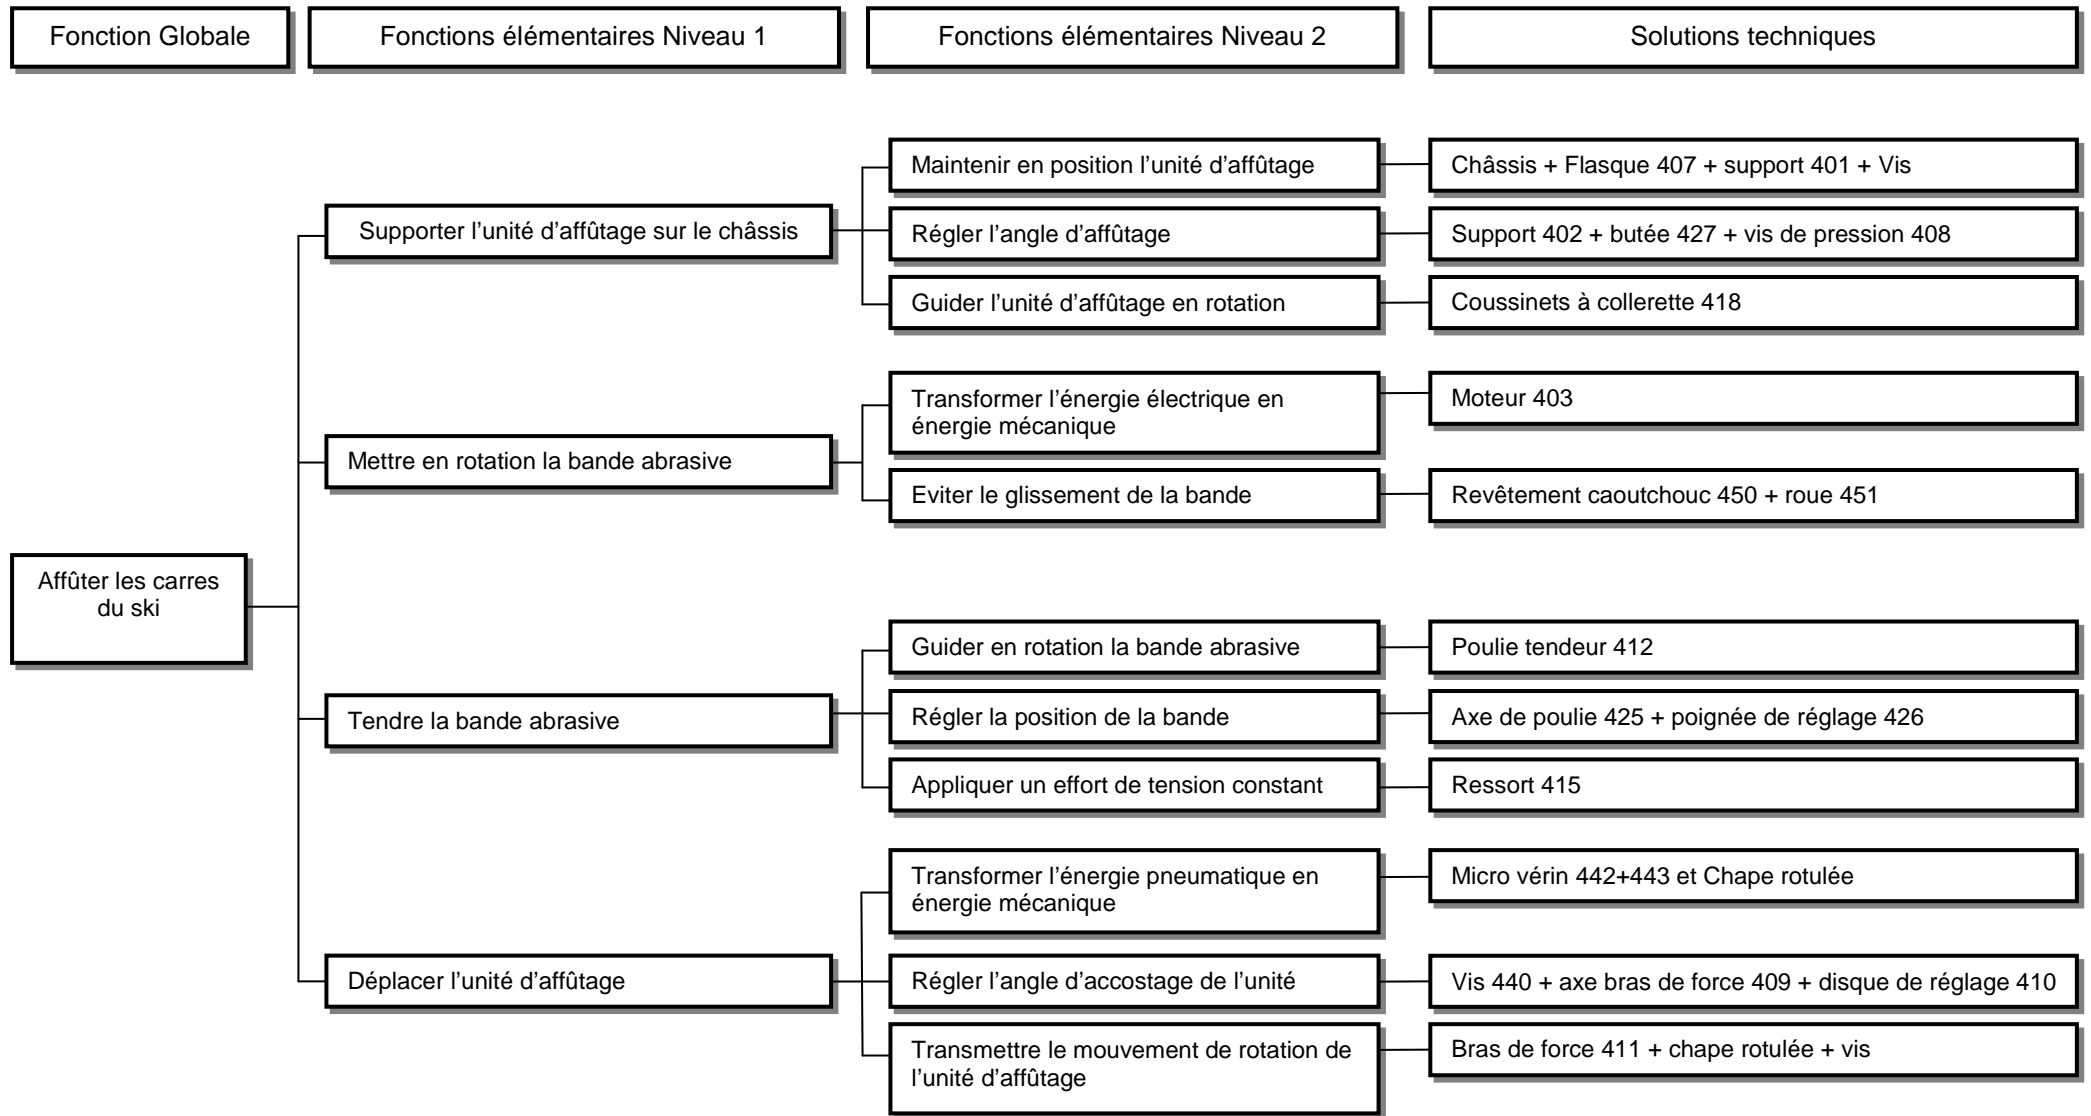 Fonction Globale
Fonctions élémentaires Niveau 1
Fonctions élémentaires Niveau 2
Solutions techniques
Affûter les carres
du ski
Supporter l'unité d'affûtage sur le châssis
Maintenir en position l'unité d'affûtage
Châssis + Flasque 407 + support 401 + Vis
Régler l'angle d'affûtage
Support 402 + butée 427 + vis de pression 408
Guider l'unité d'affûtage en rotation
Coussinets à collerette 418
Mettre en rotation la bande abrasive
Transformer l'énergie électrique en
énergie mécanique
Moteur 403
Eviter le glissement de la bande
Revêtement caoutchouc 450 + roue 451
Tendre la bande abrasive
Guider en rotation la bande abrasive
Poulie tendeur 412
Régler la position de la bande
Axe de poulie 425 + poignée de réglage 426
Appliquer un effort de tension constant
Ressort 415
Déplacer l'unité d'affûtage
Transformer l'énergie pneumatique en
énergie mécanique
Micro vérin 442+443 et Chape rotulée
Régler l'angle d'accostage de l'unité
Vis 440 + axe bras de force 409 + disque de réglage 410
Transmettre le mouvement de rotation de
l'unité d'affûtage
Bras de force 411 + chape rotulée + vis